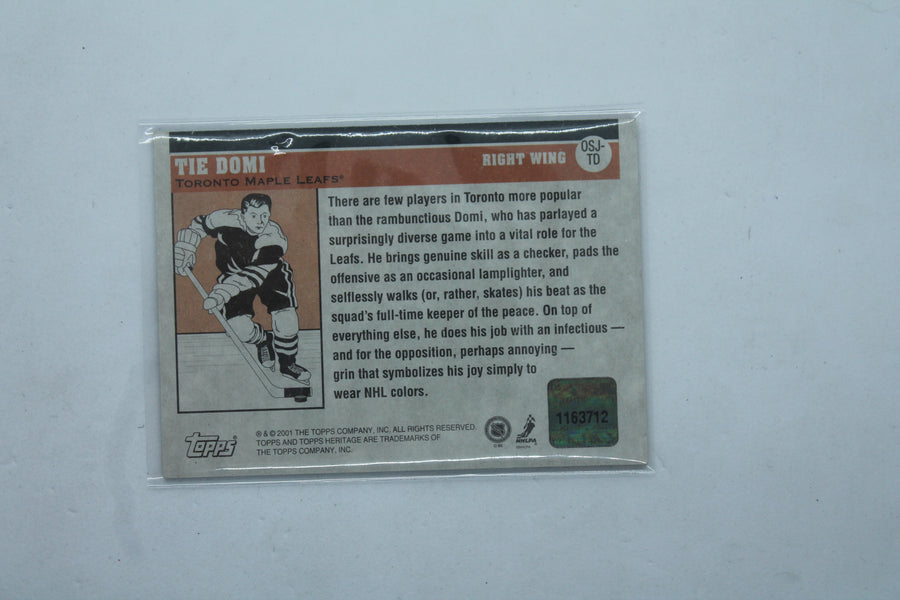 TIE DOMI
TORONTO MAPLE LEAFS®
RIGHT WING
OSJ-
TD
There are few players in Toronto more popular
than the rambunctious Domi, who has parlayed a
surprisingly diverse game into a vital role for the
Leafs. He brings genuine skill as a checker, pads the
offensive as an occasional lamplighter, and
selflessly walks (or, rather, skates) his beat as the
squad's full-time keeper of the peace. On top of
everything else, he does his job with an infectious —
and for the opposition, perhaps annoying —
grin that symbolizes his joy simply to
wear NHL colors.
topps
® & © 2001 THE TOPPS COMPANY, INC. ALL RIGHTS RESERVED.
TOPPS AND TOPPS HERITAGE ARE TRADEMARKS OF
THE TOPPS COMPANY, INC.
NHLPA
1163712